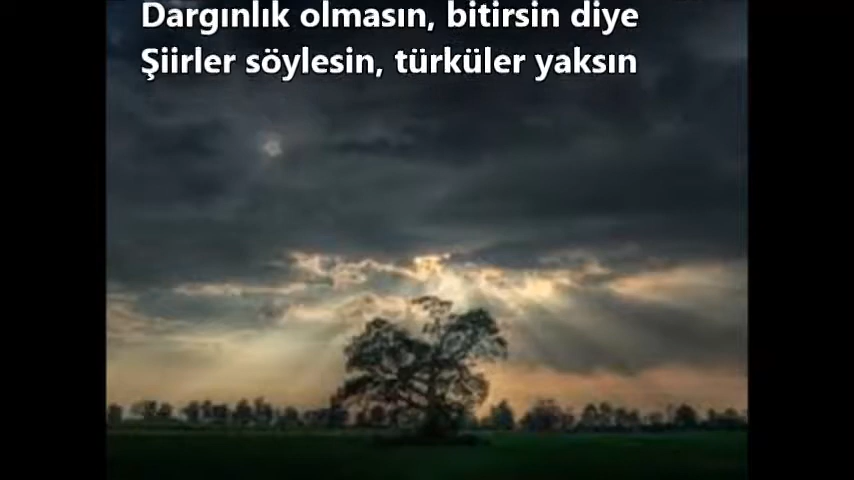 Dargınlık olmasın, bitirsin diye
Şiirler söylesin, türküler yaksın